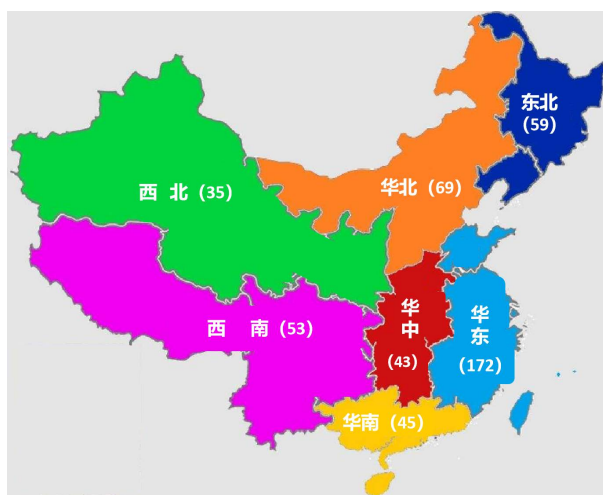 东北
（59）
华北（69）
西 北（35）
西 南（53）
华
中
（43）
华
东
（172）
华南（45）